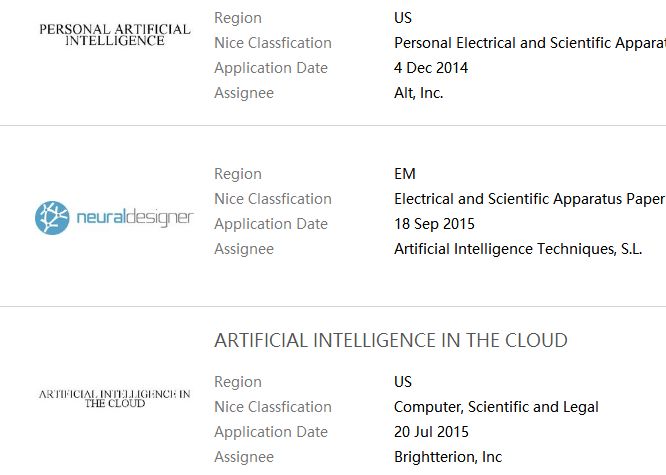 PERSONAL ARTIFICIAL
INTELLIGENCE
Region US
Nice Classfication Personal Electrical and Scientific Apparat
Application Date 4 Dec 2014
Assignee Alt, Inc.
neuraldesigner
Region EM
Nice Classfication Electrical and Scientific Apparatus Paper
Application Date 18 Sep 2015
Assignee Artificial Intelligence Techniques, S.L.
ARTIFICIAL INTELLIGENCE IN THE CLOUD
ARTIFICIAL INTELLIGENCE IN
THE CLOUD
Region US
Nice Classfication Computer, Scientific and Legal
Application Date 20 Jul 2015
Assignee Brightterion, Inc